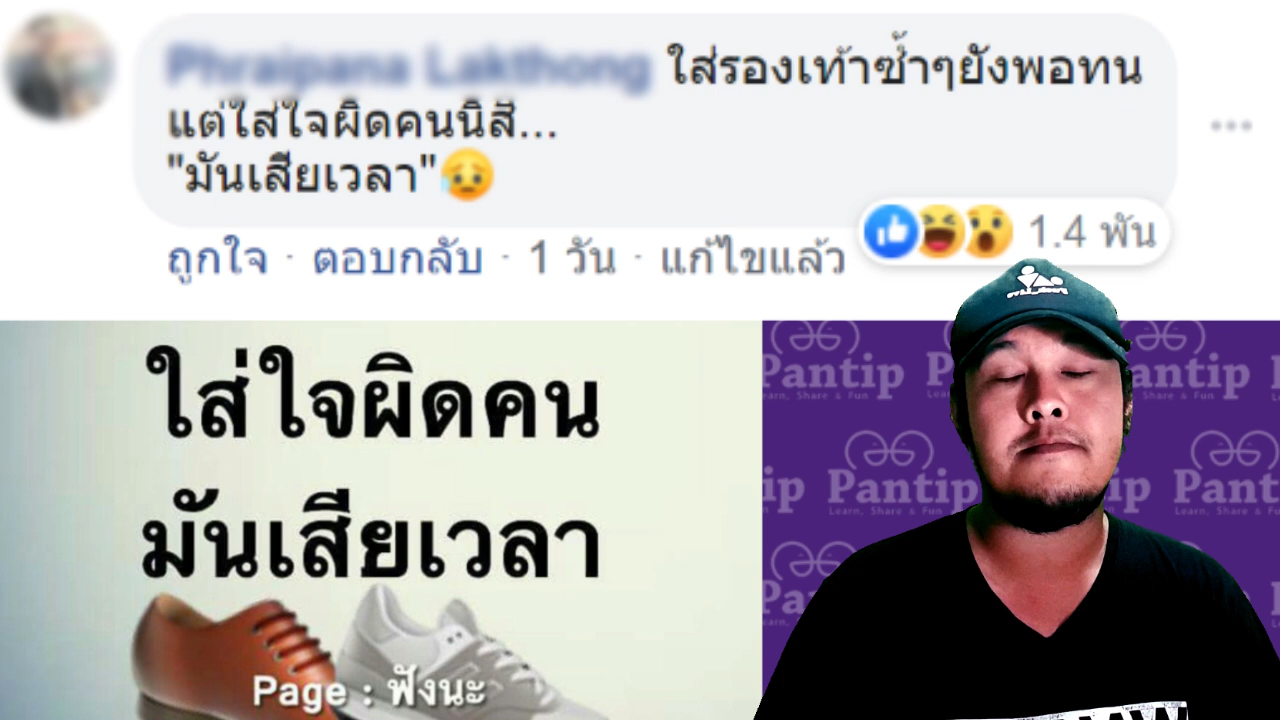 ใส่รองเท้าซ้ำๆยังพอทน
แต่ใส่ใจผิดคนนิสี...
"มันเสียเวลา"😥
ถูกใจ · ตอบกลับ · 1 วัน · แก้ไขแล้ว
1.4 พัน
ใส่ใจผิดคน
มันเสียเวลา
Page : ฟังนะ
Pantip
Learn, Share & Fun
Pantip
Learn, Share & Fun